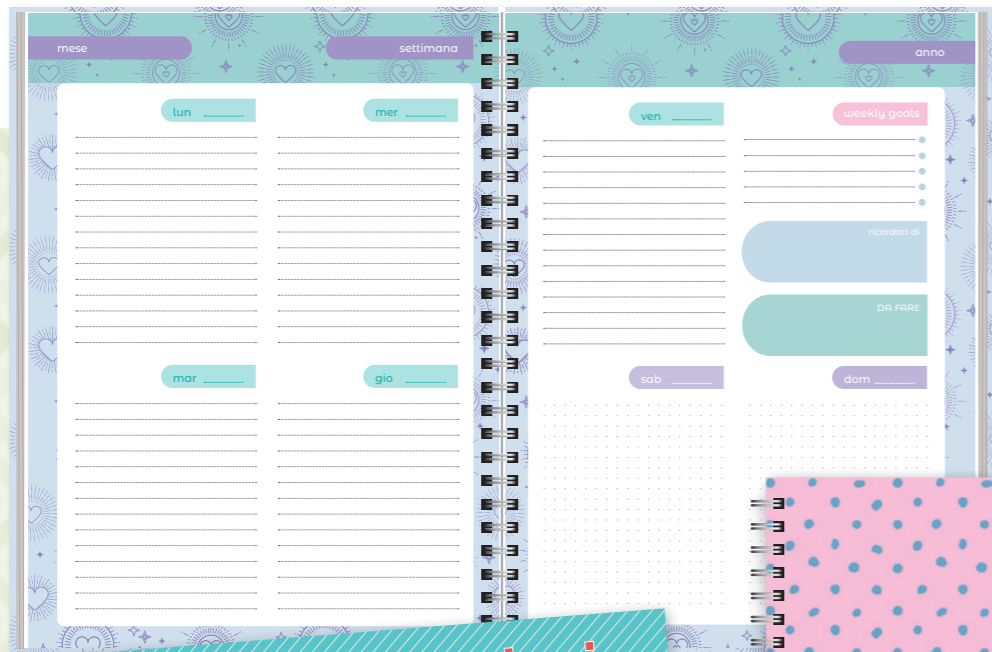 mese
settimana
anno
lun
mer
mar
gio
ven
weekly goals
ricordati di
DA FARE
sab
dom